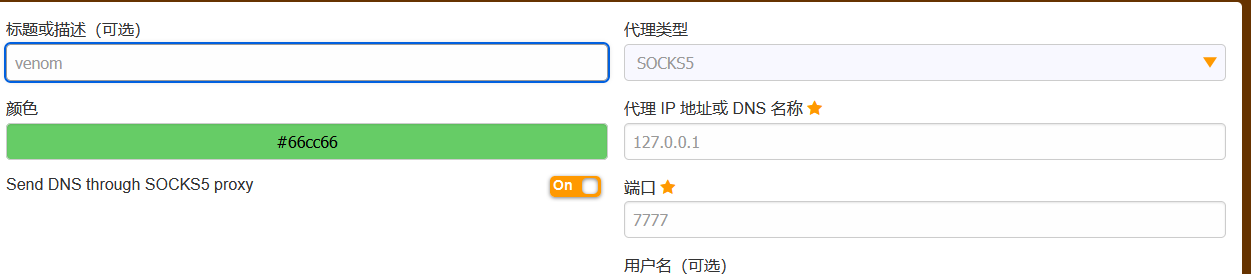 标题或描述（可选）
venom
颜色
#66cc66
Send DNS through SOCKS5 proxy
On
代理类型
SOCKS5
代理 IP 地址或 DNS 名称
127.0.0.1
端口
7777
用户名（可选）